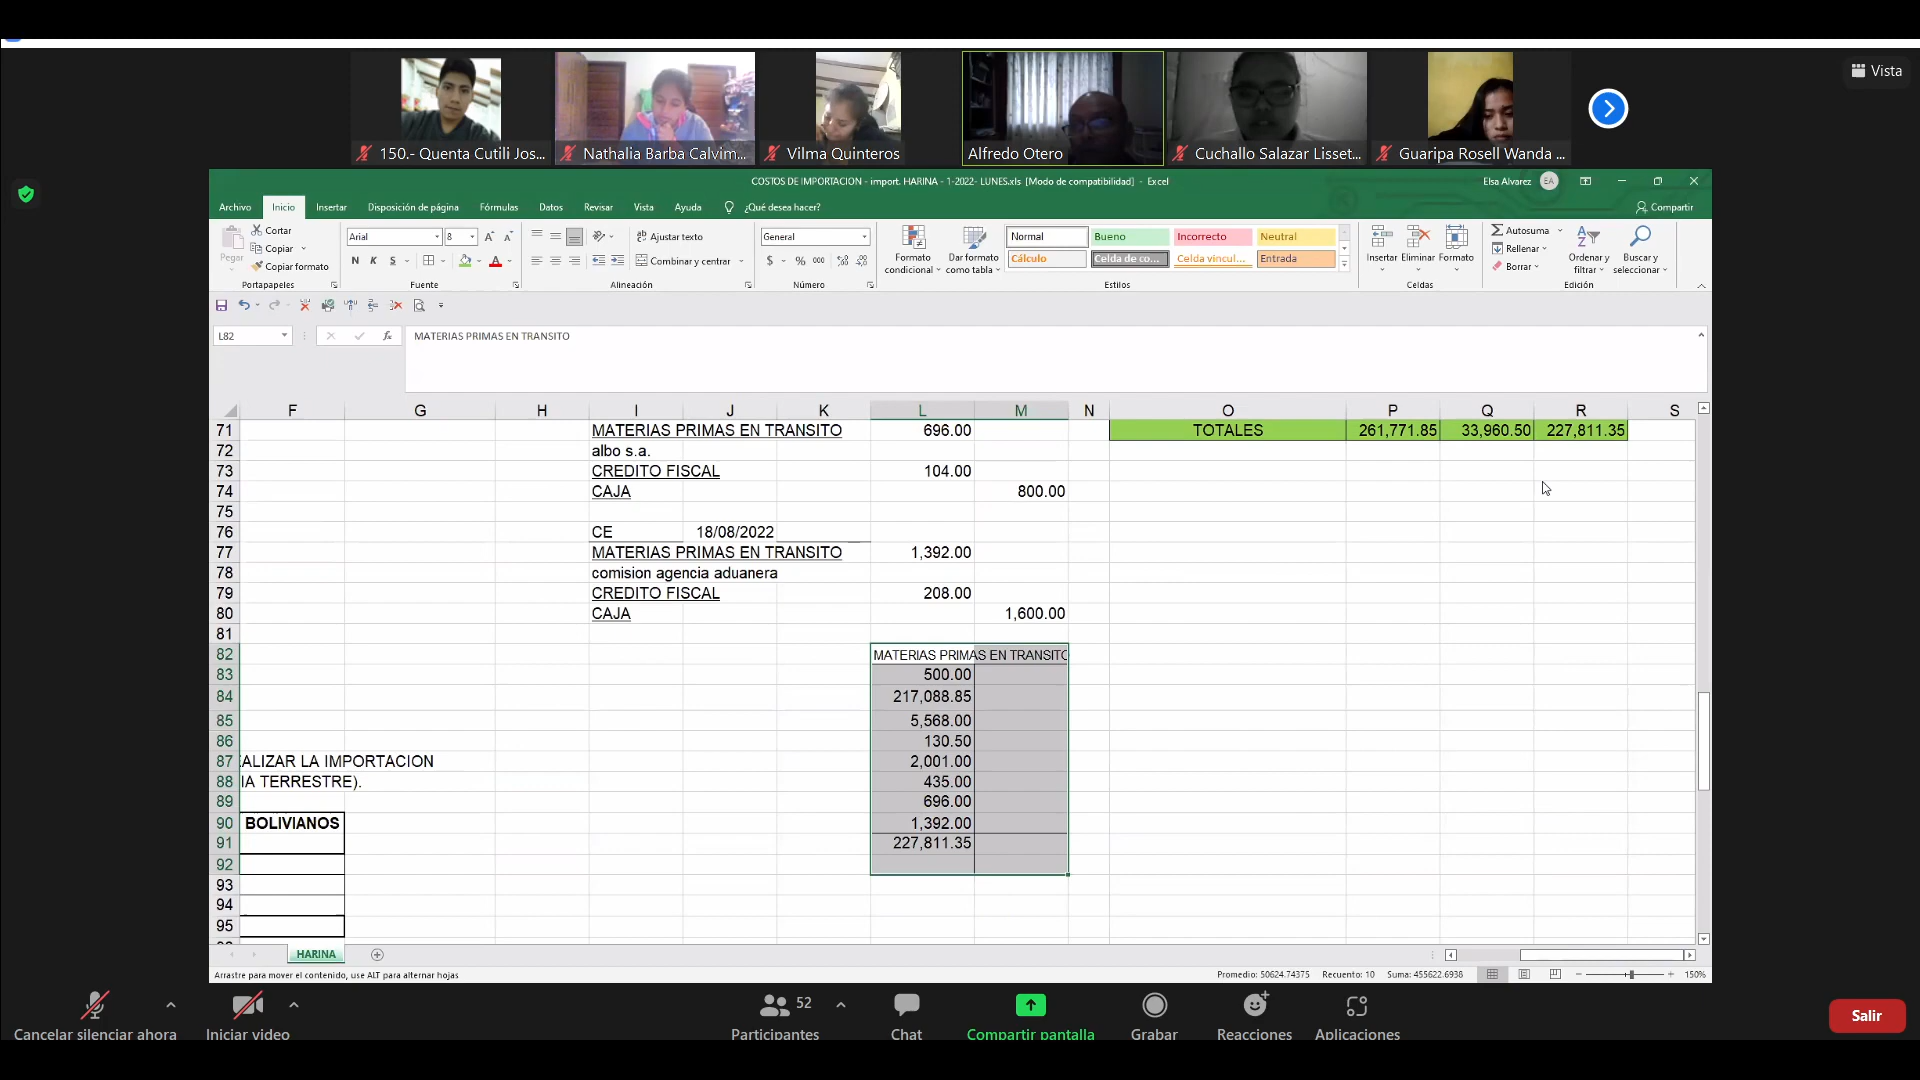 Vista
150.- Quenta Cutili Jos...
Nathalia Barba Calvim...
Vilma Quinteros
Alfredo Otero
Cuchallo Salazar Lisset...
Guaripa Rosell Wanda ...
COSTOS DE IMPORTACION - import. HARINA - 1-2022- LUNES.xls [Modo de compatibilidad] - Excel
Elsa Alvarez EA
Archivo Inicio Insertar Disposición de página Fórmulas Datos Revisar Vista Ayuda ¿Qué desea hacer? Compartir
Pegar Cortar Copiar Copiar formato
Arial 8
N K S
Ajustar texto
Combinar y centrar
General
$ % 000
Formato condicional
Dar formato como tabla
Normal Bueno Incorrecto Neutral
Cálculo Celda de co... Celda vincul... Entrada
Insertar Eliminar Formato
Autosuma
Rellenar
Borrar
Ordenar y filtrar
Buscar y seleccionar
Portapapeles Fuente Alineación Número Estilos Celdas Edición
L82 fx MATERIAS PRIMAS EN TRANSITO
F G H I J K L M N O P Q R S
71 MATERIAS PRIMAS EN TRANSITO 696.00 TOTALES 261,771.85 33,960.50 227,811.35
72 albo s.a.
73 CREDITO FISCAL 104.00
74 CAJA 800.00
75
76 CE 18/08/2022
77 MATERIAS PRIMAS EN TRANSITO 1,392.00
78 comision agencia aduanera
79 CREDITO FISCAL 208.00
80 CAJA 1,600.00
81
82 MATERIAS PRIMAS EN TRANSITO
83 500.00
84 217,088.85
85 5,568.00
86 130.50
87 ALIZAR LA IMPORTACION 2,001.00
88 IA TERRESTRE). 435.00
89 696.00
90 BOLIVIANOS 1,392.00
91 227,811.35
92
93
94
95
HARINA
Arrastre para mover el contenido, use ALT para alternar hojas
Promedio: 50624.74375 Recuento: 10 Suma: 455622.6938 150%
Cancelar silenciar ahora
Iniciar video
52
Participantes
Chat
Compartir pantalla
Grabar
Reacciones
Aplicaciones
Salir